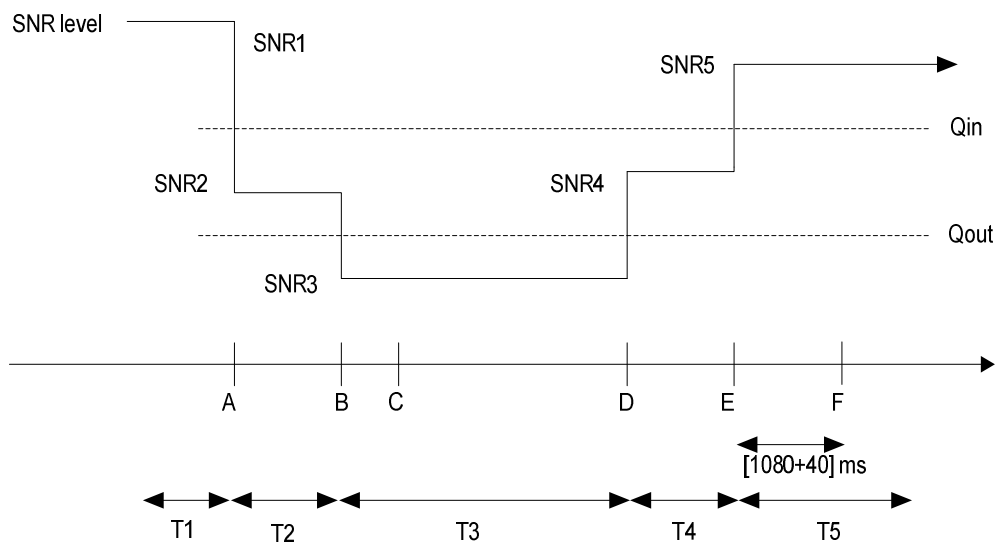 SNR level
SNR1
SNR5
Qin
SNR2
SNR4
Qout
SNR3
A
B
C
D
E
F
[1080+40] ms
T1
T2
T3
T4
T5